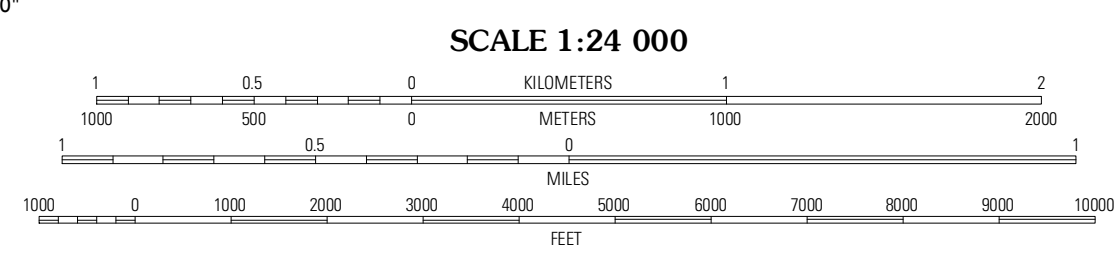 0"
SCALE 1:24 000
1 0.5 0 KILOMETERS 1 2
1000 500 0 METERS 1000 2000
1 0.5 0 1
MILES
1000 0 1000 2000 3000 4000 5000 6000 7000 8000 9000 10000
FEET